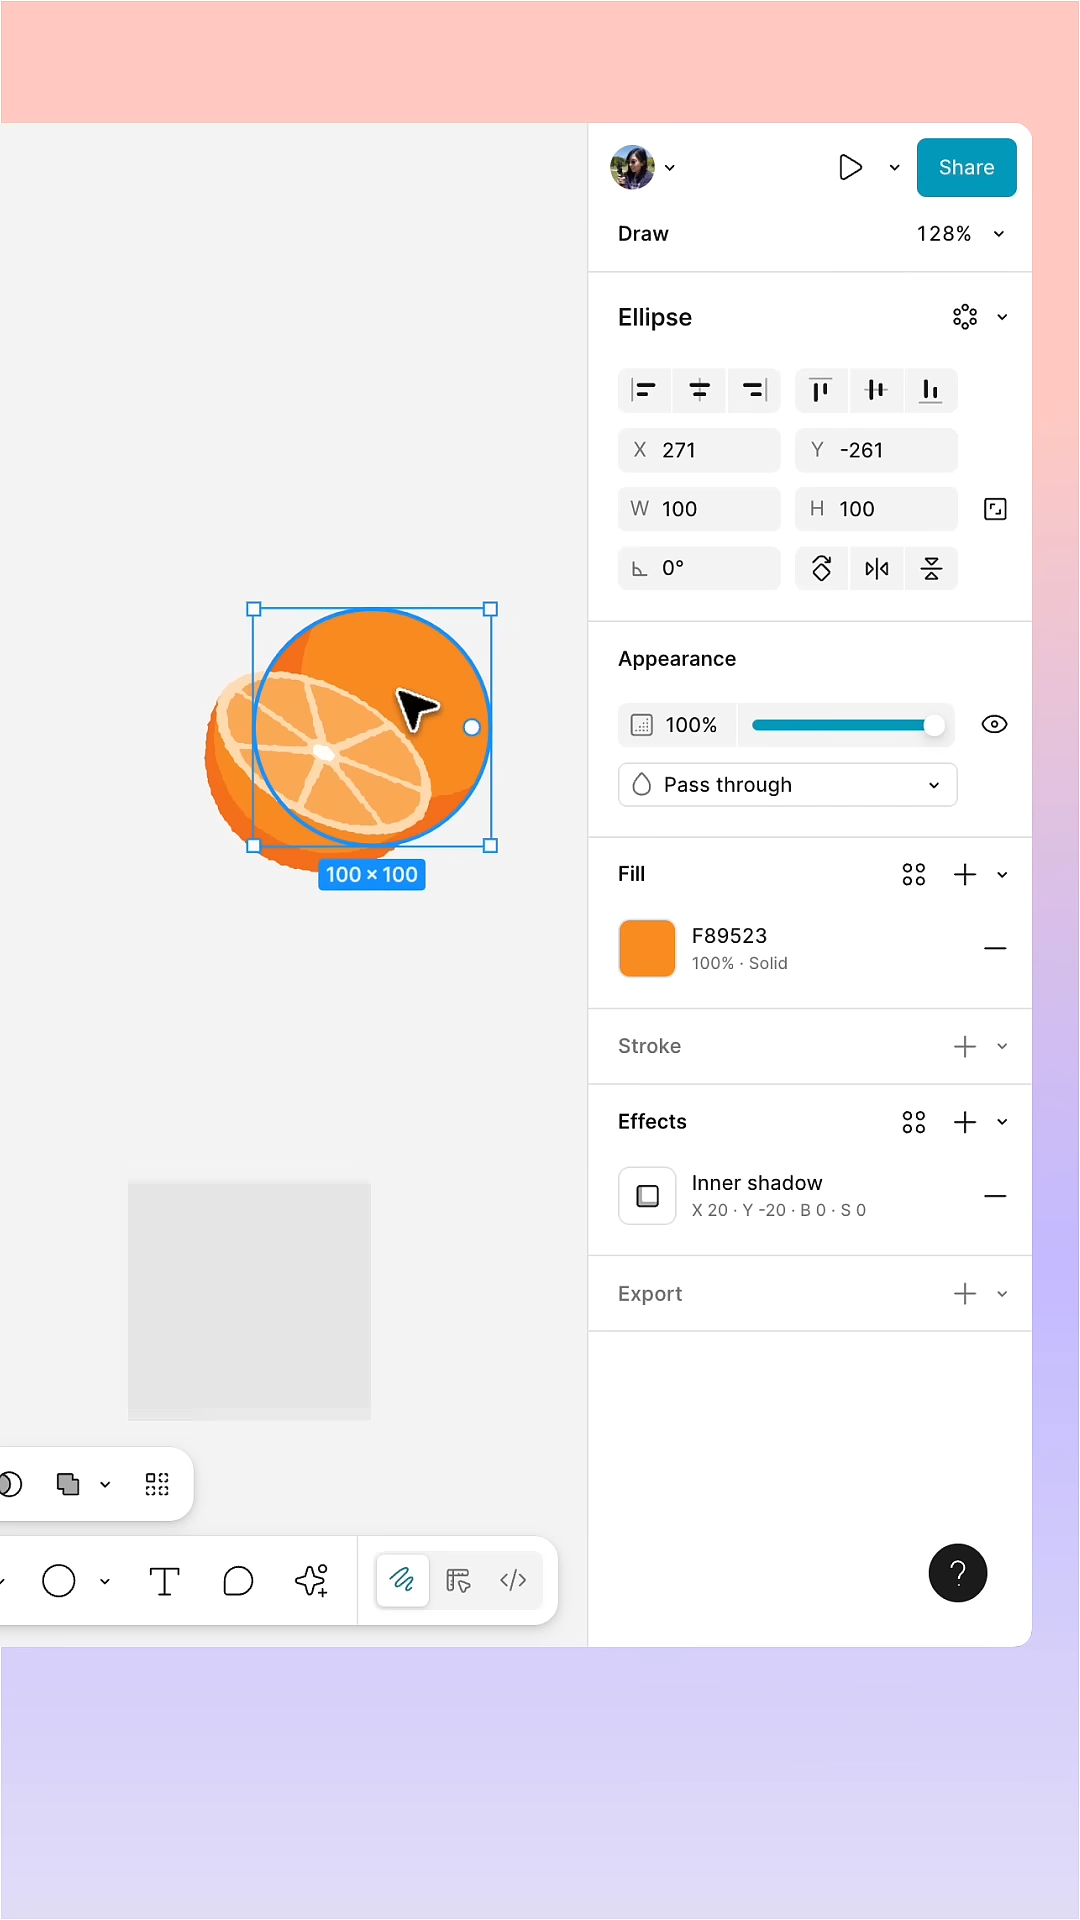 Share
Draw
128%
Ellipse
X 271
Y -261
W 100
H 100
0°
Appearance
100%
Pass through
100 × 100
Fill
F89523
100% · Solid
Stroke
Effects
Inner shadow
X 20 · Y -20 · B 0 · S 0
Export
T
</>
?